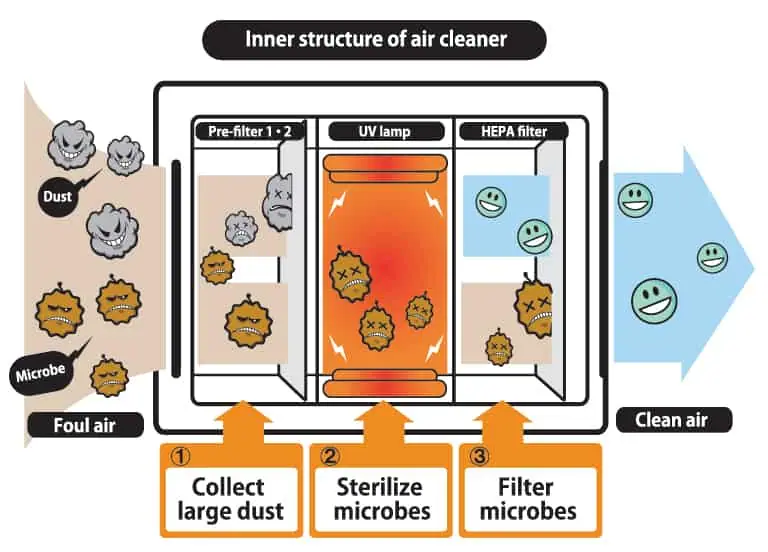 Inner structure of air cleaner
Pre-filter 1・2
UV lamp
HEPA filter
Dust
Microbe
Foul air
Clean air
①
Collect
large dust
②
Sterilize
microbes
③
Filter
microbes